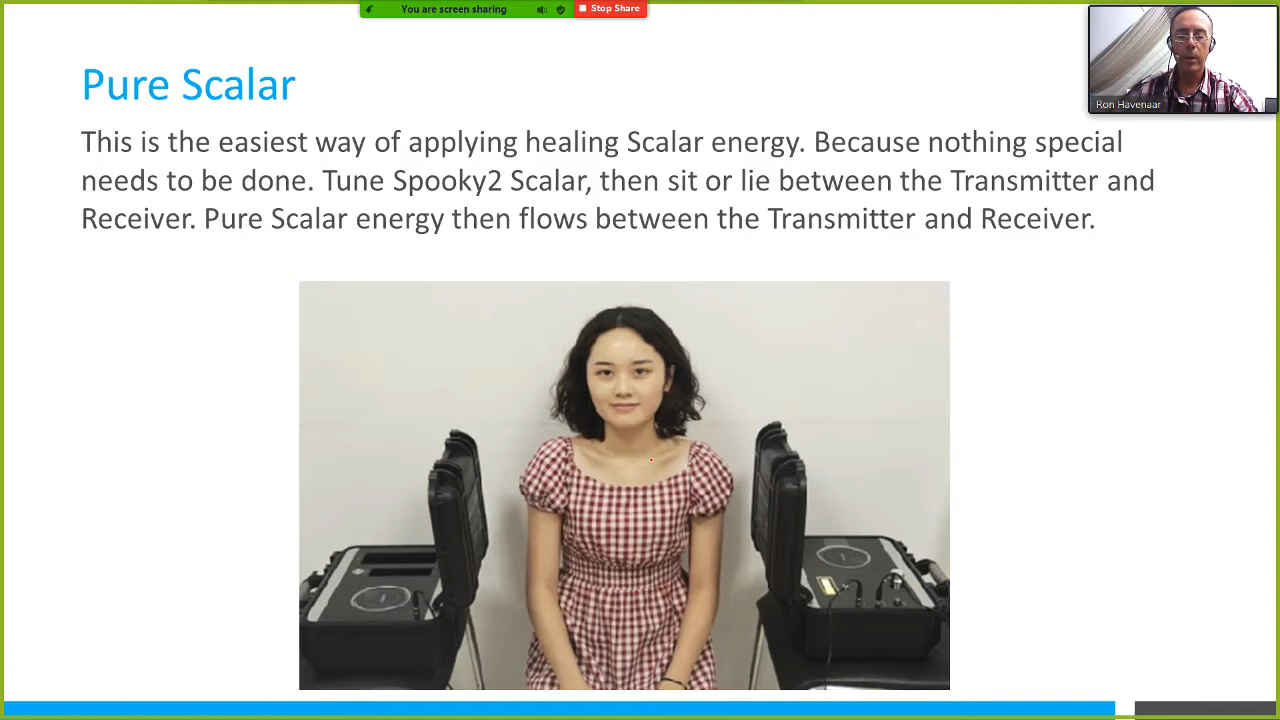 You are screen sharing
Stop Share
Pure Scalar
Ron Havenaar
This is the easiest way of applying healing Scalar energy. Because nothing special
needs to be done. Tune Spooky2 Scalar, then sit or lie between the Transmitter and
Receiver. Pure Scalar energy then flows between the Transmitter and Receiver.